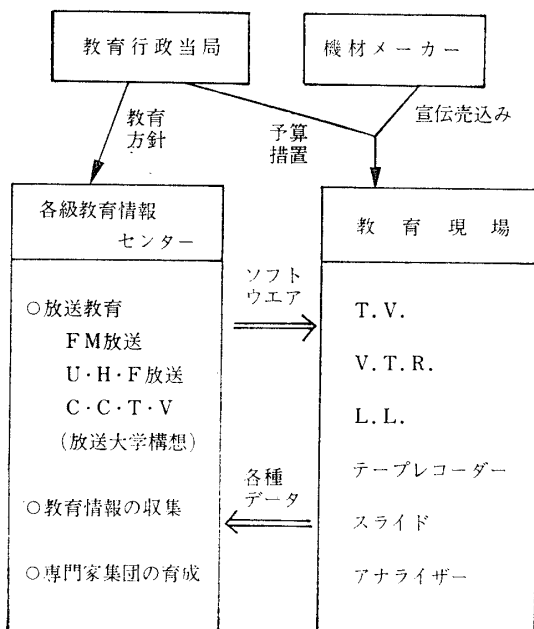 教育行政当局
機材メーカー
教育
方針
予算
措置
宣伝売込み
各級教育情報
センター
○放送教育
FM放送
U・H・F放送
C・C・T・V
(放送大学構想)
○教育情報の収集
○専門家集団の育成
ソフト
ウエア
各種
データ
教育現場
T.V.
V.T.R.
L.L.
テープレコーダー
スライド
アナライザー